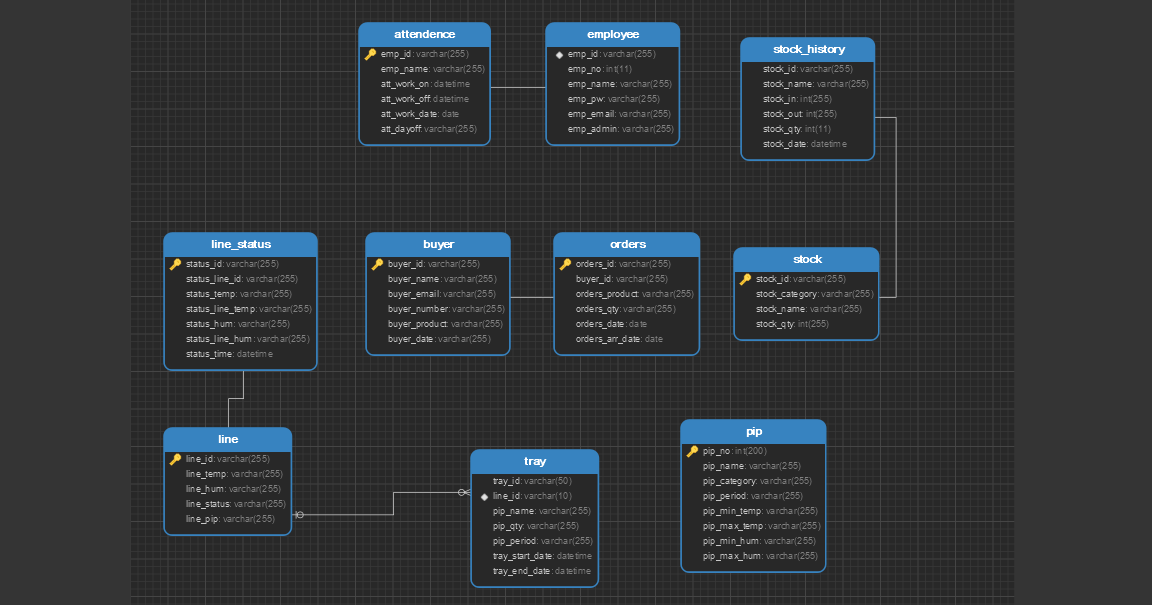 attendence
emp_id: varchar(255)
emp_name: varchar(255)
att_work_on: datetime
att_work_off: datetime
att_work_date: date
att_dayoff: varchar(255)
employee
emp_id: varchar(255)
emp_no: int(11)
emp_name: varchar(255)
emp_pw: varchar(255)
emp_email: varchar(255)
emp_admin: varchar(255)
stock_history
stock_id: varchar(255)
stock_name: varchar(255)
stock_in: int(255)
stock_out: int(255)
stock_qty: int(11)
stock_date: datetime
line_status
status_id: varchar(255)
status_line_id: varchar(255)
status_temp: varchar(255)
status_line_temp: varchar(255)
status_hum: varchar(255)
status_line_hum: varchar(255)
status_time: datetime
buyer
buyer_id: varchar(255)
buyer_name: varchar(255)
buyer_email: varchar(255)
buyer_number: varchar(255)
buyer_product: varchar(255)
buyer_date: varchar(255)
orders
orders_id: varchar(255)
buyer_id: varchar(255)
orders_product: varchar(255)
orders_qty: varchar(255)
orders_date: date
orders_arr_date: date
stock
stock_id: varchar(255)
stock_category: varchar(255)
stock_name: varchar(255)
stock_qty: int(255)
line
line_id: varchar(255)
line_temp: varchar(255)
line_hum: varchar(255)
line_status: varchar(255)
line_pip: varchar(255)
tray
tray_id: varchar(50)
line_id: varchar(10)
pip_name: varchar(255)
pip_qty: varchar(255)
pip_period: varchar(255)
tray_start_date: datetime
tray_end_date: datetime
pip
pip_no: int(200)
pip_name: varchar(255)
pip_category: varchar(255)
pip_period: varchar(255)
pip_min_temp: varchar(255)
pip_max_temp: varchar(255)
pip_min_hum: varchar(255)
pip_max_hum: varchar(255)